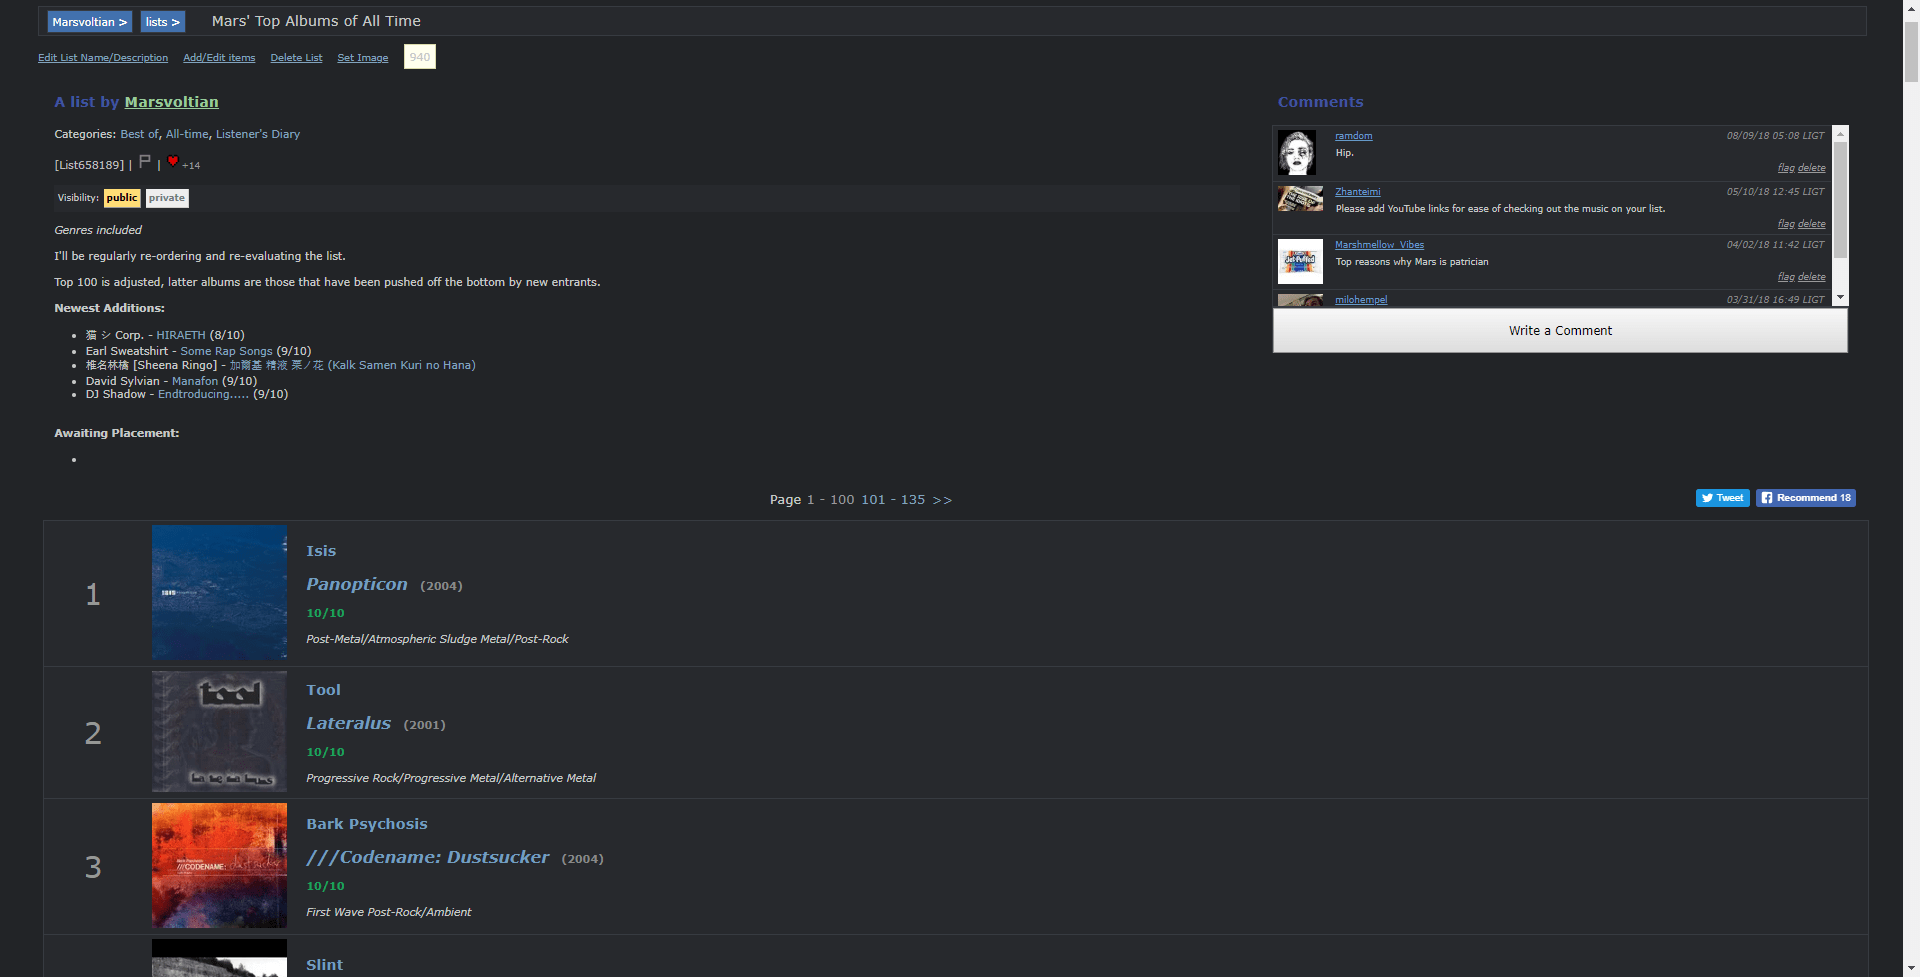 Marsvoltian > lists > Mars' Top Albums of All Time
Edit List Name/Description Add/Edit items Delete List Set Image 940
A list by Marsvoltian
Categories: Best of, All-time, Listener's Diary
[List658189] | | +14
Visibility: public private
Genres included
I'll be regularly re-ordering and re-evaluating the list.
Top 100 is adjusted, latter albums are those that have been pushed off the bottom by new entrants.
Newest Additions:
猫 シ Corp. - HIRAETH (8/10)
Earl Sweatshirt - Some Rap Songs (9/10)
椎名林檎 [Sheena Ringo] - 加爾基 精液 栗ノ花 (Kalk Samen Kuri no Hana)
David Sylvian - Manafon (9/10)
DJ Shadow - Endtroducing..... (9/10)
Awaiting Placement:
Comments
ramdom 08/09/18 05:08 LIGT
Hip.
flag delete
Zhanteimi 05/10/18 12:45 LIGT
Please add YouTube links for ease of checking out the music on your list.
flag delete
Marshmellow_Vibes 04/02/18 11:42 LIGT
Jet-Puffed
Top reasons why Mars is patrician
flag delete
milohempel 03/31/18 16:49 LIGT
Write a Comment
Page 1 - 100 101 - 135 >>
Tweet Recommend 18
1
Isis
Panopticon (2004)
10/10
Post-Metal/Atmospheric Sludge Metal/Post-Rock
2
tool
Tool
Lateralus (2001)
10/10
Progressive Rock/Progressive Metal/Alternative Metal
3
///CODENAME: dustsucker
Bark Psychosis
///Codename: Dustsucker (2004)
10/10
First Wave Post-Rock/Ambient
Slint